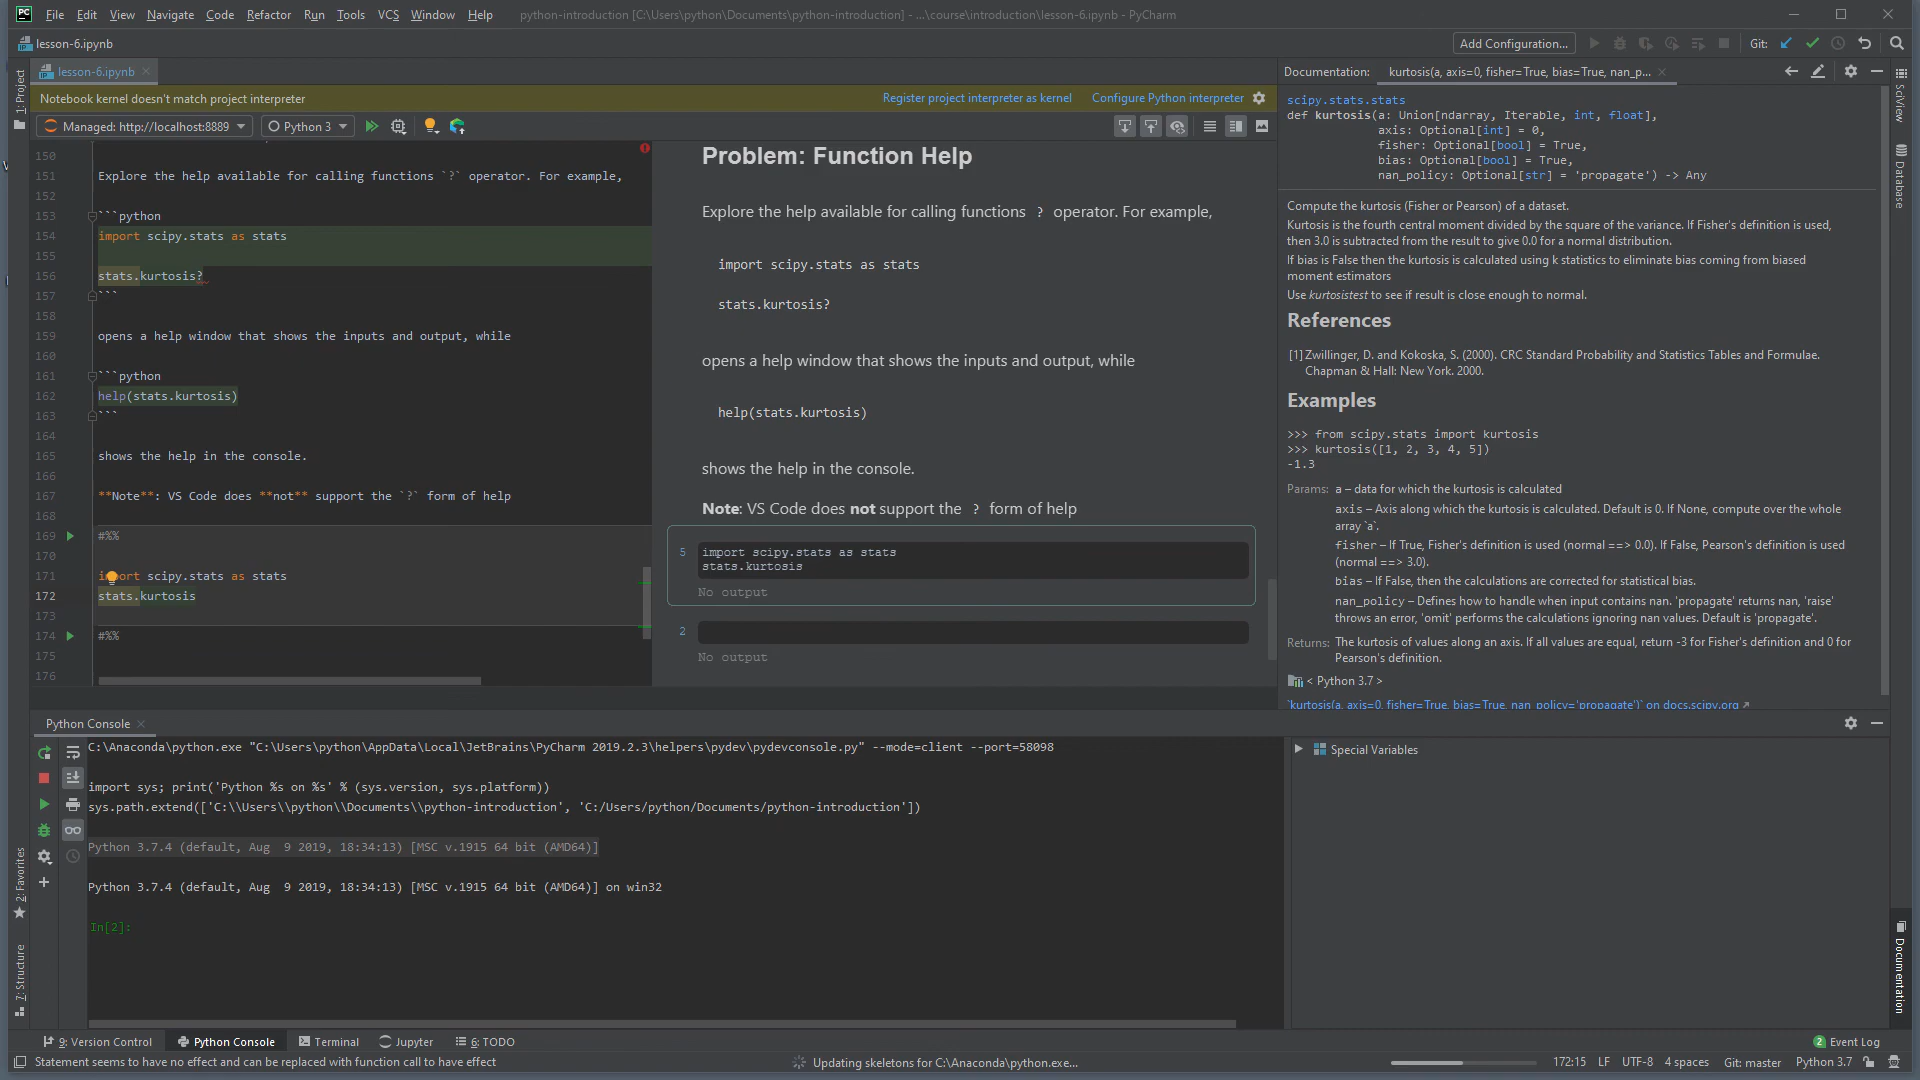 File Edit View Navigate Code Refactor Run Tools VCS Window Help python-introduction [C:\Users\python\Documents\python-introduction] - ...\course\introduction\lesson-6.ipynb - PyCharm
lesson-6.ipynb
Add Configuration...
Git:
1: Project
lesson-6.ipynb
Notebook kernel doesn't match project interpreter
Register project interpreter as kernel
Configure Python interpreter
Managed: http://localhost:8889
Python 3
150
151 Explore the help available for calling functions `?` operator. For example,
152
153 ```python
154 import scipy.stats as stats
155
156 stats.kurtosis?
157 ```
158
159 opens a help window that shows the inputs and output, while
160
161 ```python
162 help(stats.kurtosis)
163 ```
164
165 shows the help in the console.
166
167 **Note**: VS Code does **not** support the `?` form of help
168
169 #%%
170
171 import scipy.stats as stats
172 stats.kurtosis
173
174 #%%
175
176
Problem: Function Help
Explore the help available for calling functions ? operator. For example,
import scipy.stats as stats
stats.kurtosis?
opens a help window that shows the inputs and output, while
help(stats.kurtosis)
shows the help in the console.
Note: VS Code does not support the ? form of help
5 import scipy.stats as stats
stats.kurtosis
No output
2
No output
Documentation:
kurtosis(a, axis=0, fisher=True, bias=True, nan_p...
scipy.stats.stats
def kurtosis(a: Union[ndarray, Iterable, int, float],
axis: Optional[int] = 0,
fisher: Optional[bool] = True,
bias: Optional[bool] = True,
nan_policy: Optional[str] = 'propagate') -> Any
Compute the kurtosis (Fisher or Pearson) of a dataset.
Kurtosis is the fourth central moment divided by the square of the variance. If Fisher's definition is used,
then 3.0 is subtracted from the result to give 0.0 for a normal distribution.
If bias is False then the kurtosis is calculated using k statistics to eliminate bias coming from biased
moment estimators
Use kurtosistest to see if result is close enough to normal.
References
[1] Zwillinger, D. and Kokoska, S. (2000). CRC Standard Probability and Statistics Tables and Formulae.
Chapman & Hall: New York. 2000.
Examples
>>> from scipy.stats import kurtosis
>>> kurtosis([1, 2, 3, 4, 5])
-1.3
Params: a – data for which the kurtosis is calculated
axis – Axis along which the kurtosis is calculated. Default is 0. If None, compute over the whole
array `a`.
fisher – If True, Fisher's definition is used (normal ==> 0.0). If False, Pearson's definition is used
(normal ==> 3.0).
bias – If False, then the calculations are corrected for statistical bias.
nan_policy – Defines how to handle when input contains nan. 'propagate' returns nan, 'raise'
throws an error, 'omit' performs the calculations ignoring nan values. Default is 'propagate'.
Returns: The kurtosis of values along an axis. If all values are equal, return -3 for Fisher's definition and 0 for
Pearson's definition.
< Python 3.7 >
`kurtosis(a, axis=0, fisher=True, bias=True, nan_policy='propagate')` on docs.scipy.org
SciView
Database
Python Console
C:\Anaconda\python.exe "C:\Users\python\AppData\Local\JetBrains\PyCharm 2019.2.3\helpers\pydev\pydevconsole.py" --mode=client --port=58098
import sys; print('Python %s on %s' % (sys.version, sys.platform))
sys.path.extend(['C:\\Users\\python\\Documents\\python-introduction', 'C:/Users/python/Documents/python-introduction'])
Python 3.7.4 (default, Aug  9 2019, 18:34:13) [MSC v.1915 64 bit (AMD64)]
Python 3.7.4 (default, Aug  9 2019, 18:34:13) [MSC v.1915 64 bit (AMD64)] on win32
In[2]:
Special Variables
2: Favorites
7: Structure
Documentation
9: Version Control
Python Console
Terminal
Jupyter
6: TODO
2 Event Log
Statement seems to have no effect and can be replaced with function call to have effect
Updating skeletons for C:\Anaconda\python.exe...
172:15 LF UTF-8 4 spaces Git: master Python 3.7